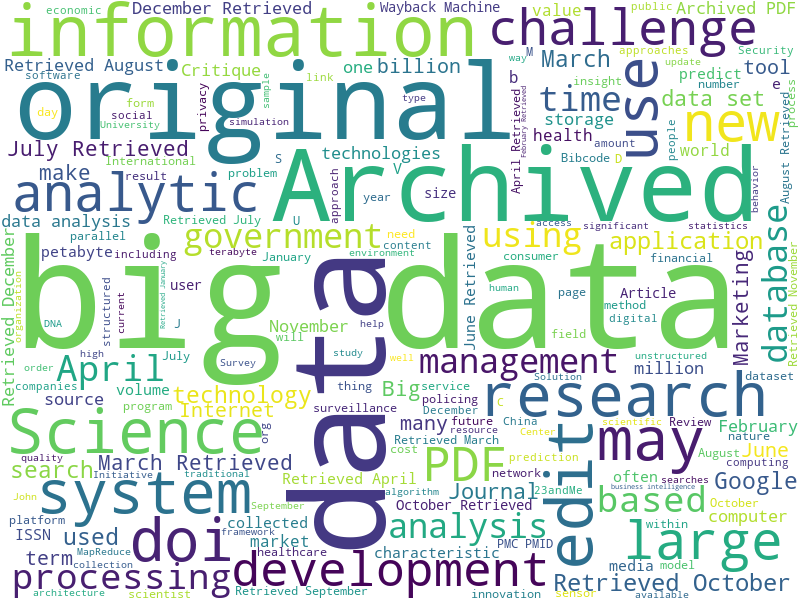 economic
December Retrieved
Wayback Machine
value
public
Archived PDF
information
challenge
Retrieved August
Critique
one
billion
M
March
way
approaches
Security
software
link
update
predict
tool
original
use
time
data set
new
day
form
social
University
privacy
sample
simulation
type
b
insight
number
e
process
storage
July Retrieved
International
technologies
health
amount
people
world
April Retrieved
February Retrieved
Bibcode
D
August Retrieved
make
result
problem
S
V
analytic
approach
year
size
Archived
behavior
data analysis
Retrieved July
U
access
significant
statistics
parallel
government
need
content
using
application
petabyte
including
terabyte
January
environment
consumer
financial
June Retrieved
database
Retrieved November
Retrieved December
organization
structured
current
Retrieved January
user
big data
data
human
page
Article
method
digital
Marketing
DNA
J
November
will
help
field
unstructured
high
Survey
study
well
order
April
July
management
Solution
million
dataset
companies
volume
technology
thing
Big
service
business intelligence
source
program
Internet
surveillance
policing
December
C
research
Science
org
many
future
resource
China
Center
scientific
Review
February
quality
Initiative
Retrieved March
cost
network
edit
may
nature
August
June
computing
search
March Retrieved
traditional
PDF
prediction
often
searches
Google
John
system
Retrieved April
algorithm
Journal
23andMe
based
October
computer
September
October Retrieved
platform
ISSN
used
doi
framework
collected
market
analysis
PMC PMID
within
large
term
MapReduce
collection
healthcare
characteristic
media
model
processing
development
sensor
Retrieved October
architecture
scientist
Retrieved September
innovation
available